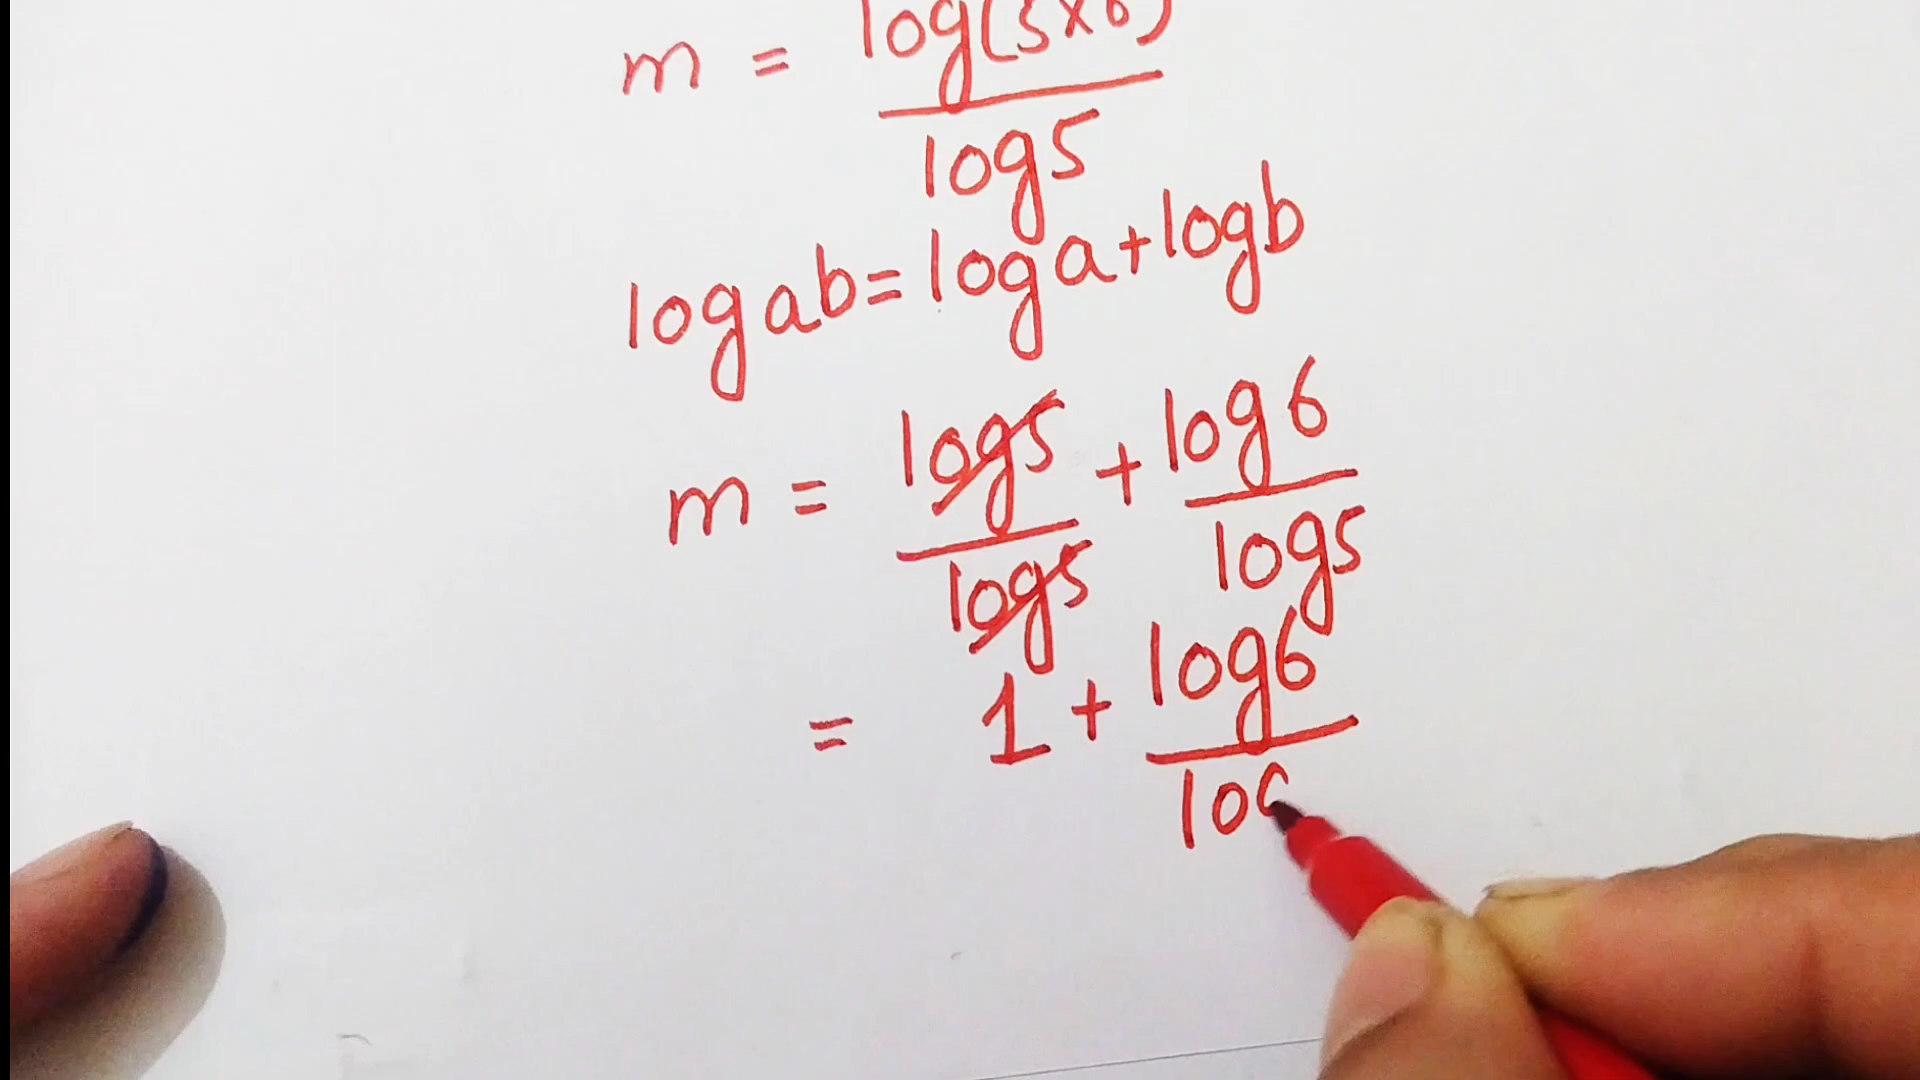 m = log(5×6)
log5
logab=loga+logb
m = log5 + log6
log5 log5
= 1 + log6
lo